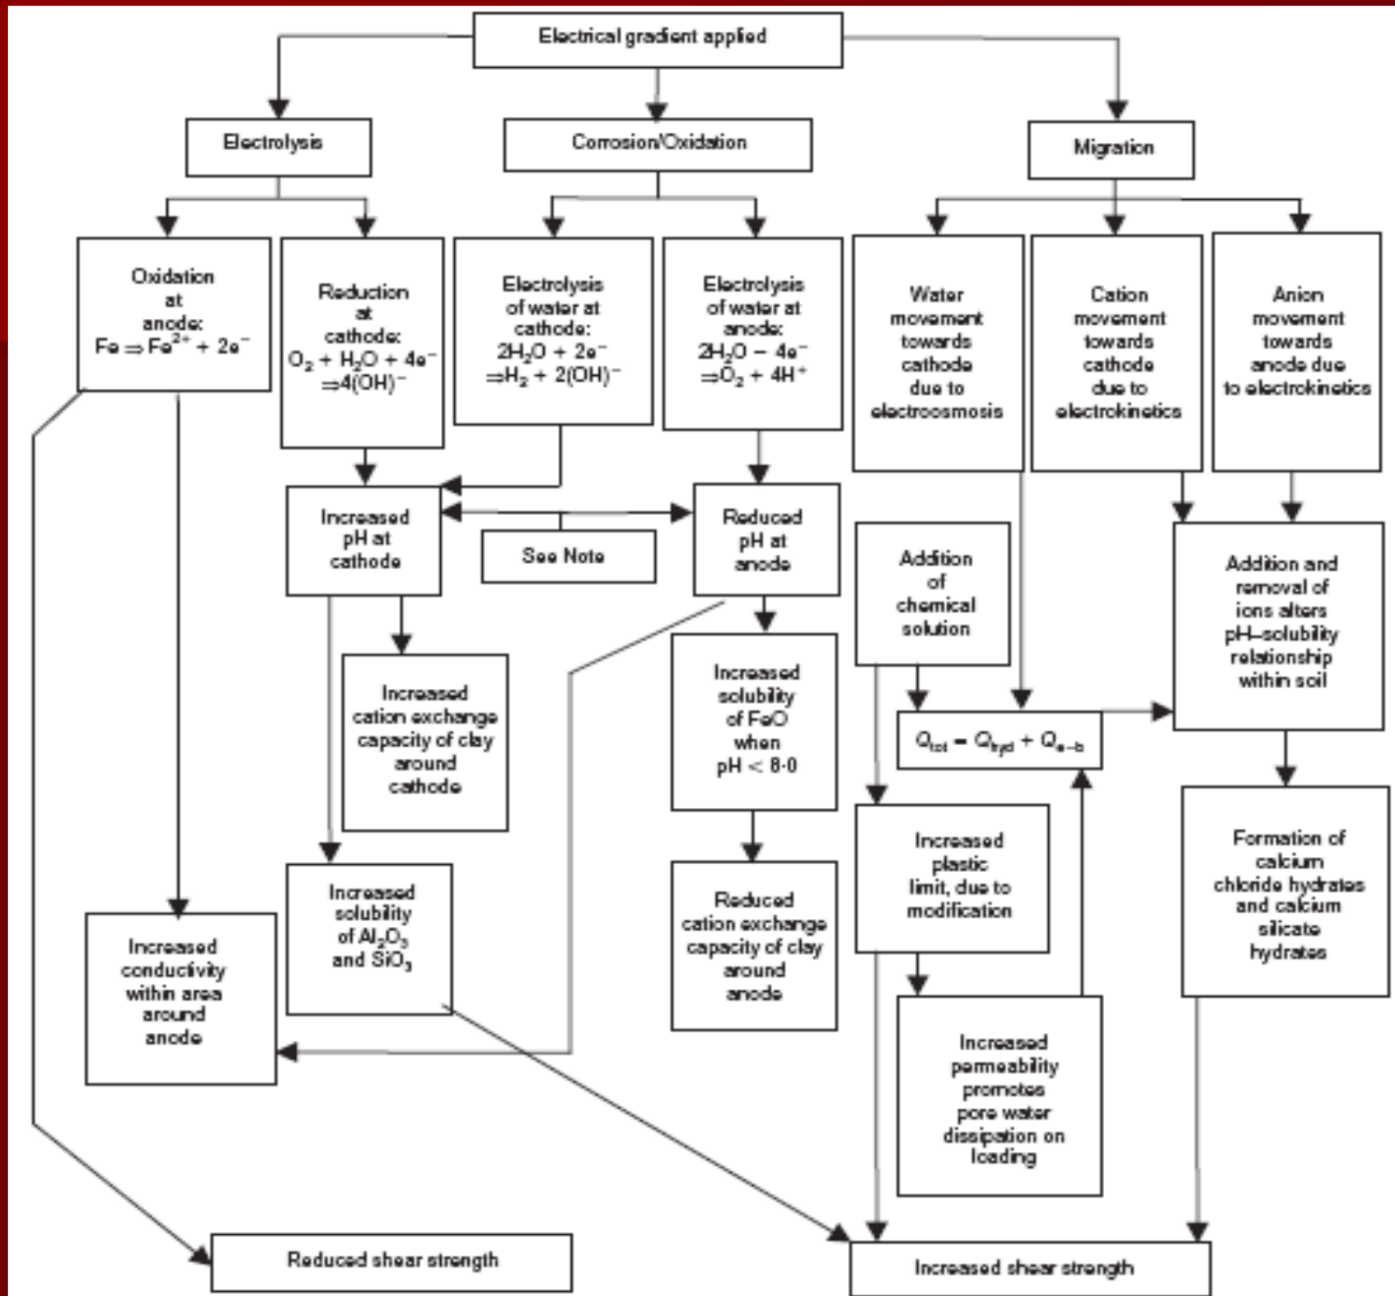 Electrical gradient applied
Electrolysis
Corrosion/Oxidation
Migration
Oxidation
at
anode:
Fe ⇒ Fe²⁺ + 2e⁻
Reduction
at
cathode:
O₂ + H₂O + 4e⁻
⇒4(OH)⁻
Electrolysis
of water at
cathode:
2H₂O + 2e⁻
⇒H₂ + 2(OH)⁻
Electrolysis
of water at
anode:
2H₂O − 4e⁻
⇒O₂ + 4H⁺
Water
movement
towards
cathode
due to
electroosmosis
Cation
movement
towards
cathode
due to
electrokinetics
Anion
movement
towards
anode due
to electrokinetics
Increased
pH at
cathode
See Note
Reduced
pH at
anode
Addition
of
chemical
solution
Addition and
removal of
ions alters
pH–solubility
relationship
within soil
Increased
cation exchange
capacity of clay
around
cathode
Increased
solubility
of FeO
when
pH < 8·0
Q_tot = Q_hyd + Q_e–b
Increased
plastic
limit, due to
modification
Formation of
calcium
chloride hydrates
and calcium
silicate
hydrates
Increased
solubility
of Al₂O₃
and SiO₃
Reduced
cation exchange
capacity of clay
around
anode
Increased
conductivity
within area
around
anode
Increased
permeability
promotes
pore water
dissipation on
loading
Reduced shear strength
Increased shear strength